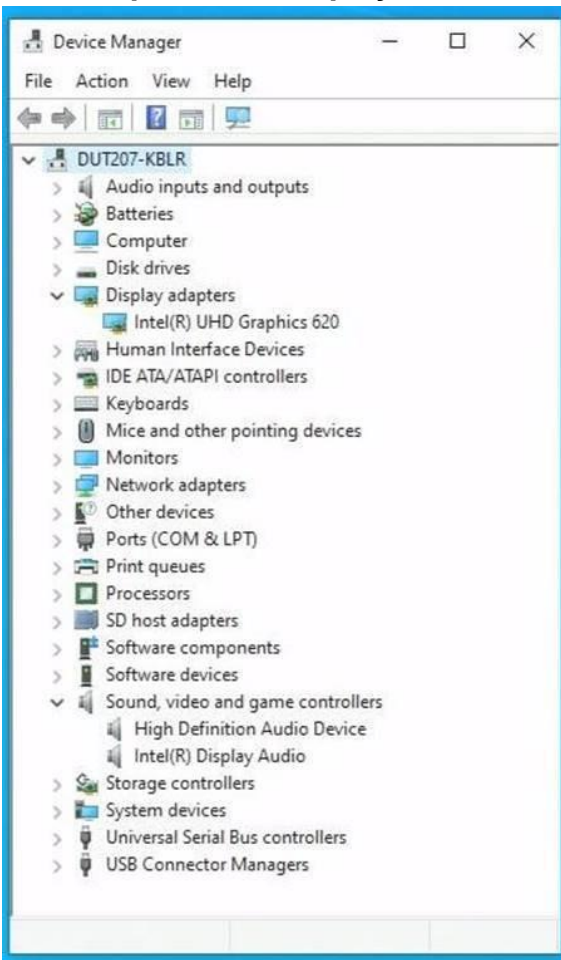 Device Manager
File Action View Help
DUT207-KBLR
Audio inputs and outputs
Batteries
Computer
Disk drives
Display adapters
Intel(R) UHD Graphics 620
Human Interface Devices
IDE ATA/ATAPI controllers
Keyboards
Mice and other pointing devices
Monitors
Network adapters
Other devices
Ports (COM & LPT)
Print queues
Processors
SD host adapters
Software components
Software devices
Sound, video and game controllers
High Definition Audio Device
Intel(R) Display Audio
Storage controllers
System devices
Universal Serial Bus controllers
USB Connector Managers